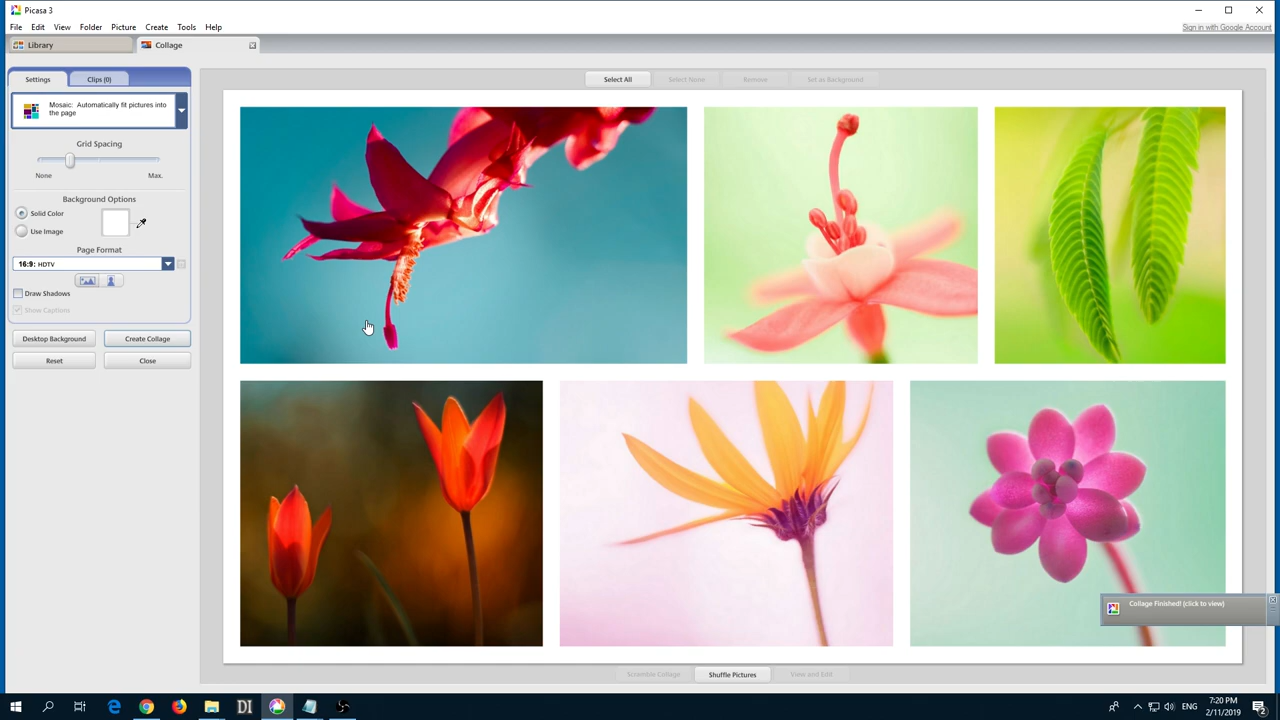 Picasa 3
File Edit View Folder Picture Create Tools Help
Sign in with Google Account
Library
Collage
Settings
Clips (0)
Select All
Select None
Remove
Set as Background
Mosaic: Automatically fit pictures into
the page
Grid Spacing
None
Max.
Background Options
Solid Color
Use Image
Page Format
16:9: HDTV
Draw Shadows
Show Captions
Desktop Background
Create Collage
Reset
Close
Collage Finished! (click to view)
Scramble Collage
Shuffle Pictures
View and Edit
DI
ENG
7:20 PM
2/11/2019
2